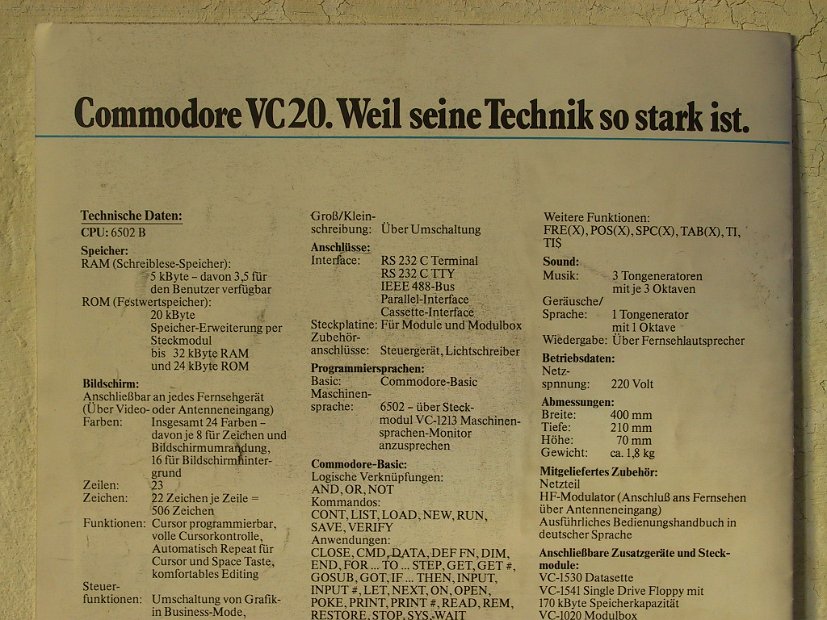 Commodore VC20. Weil seine Technik so stark ist.
Technische Daten:
CPU: 6502 B
Speicher:
RAM (Schreiblese-Speicher):
5 kByte – davon 3,5 für
den Benutzer verfügbar
ROM (Festwertspeicher):
20 kByte
Speicher-Erweiterung per
Steckmodul
bis 32 kByte RAM
und 24 kByte ROM
Bildschirm:
Anschließbar an jedes Fernsehgerät
(Über Video- oder Antenneneingang)
Farben: Insgesamt 24 Farben –
davon je 8 für Zeichen und
Bildschirmumrandung,
16 für Bildschirmhinter-
grund
Zeilen: 23
Zeichen: 22 Zeichen je Zeile =
506 Zeichen
Funktionen: Cursor programmierbar,
volle Cursorkontrolle,
Automatisch Repeat für
Cursor und Space Taste,
komfortables Editing
Steuer-
funktionen: Umschaltung von Grafik-
in Business-Mode,
Groß/Klein-
schreibung: Über Umschaltung
Anschlüsse:
Interface: RS 232 C Terminal
RS 232 C TTY
IEEE 488-Bus
Parallel-Interface
Cassette-Interface
Steckplatine: Für Module und Modulbox
Zubehör-
anschlüsse: Steuergerät, Lichtschreiber
Programmiersprachen:
Basic: Commodore-Basic
Maschinen-
sprache: 6502 – über Steck-
modul VC-1213 Maschinen-
sprachen-Monitor
anzusprechen
Commodore-Basic:
Logische Verknüpfungen:
AND, OR, NOT
Kommandos:
CONT, LIST, LOAD, NEW, RUN,
SAVE, VERIFY
Anwendungen:
CLOSE, CMD, DATA, DEF FN, DIM,
END, FOR ... TO ... STEP, GET, GET #,
GOSUB, GOT, IF ... THEN, INPUT,
INPUT #, LET, NEXT, ON, OPEN,
POKE, PRINT, PRINT #, READ, REM,
RESTORE, STOP, SYS, WAIT
Weitere Funktionen:
FRE(X), POS(X), SPC(X), TAB(X), TI,
TI$
Sound:
Musik: 3 Tongeneratoren
mit je 3 Oktaven
Geräusche/
Sprache: 1 Tongenerator
mit 1 Oktave
Wiedergabe: Über Fernsehlautsprecher
Betriebsdaten:
Netz-
spnnung: 220 Volt
Abmessungen:
Breite: 400 mm
Tiefe: 210 mm
Höhe: 70 mm
Gewicht: ca. 1,8 kg
Mitgeliefertes Zubehör:
Netzteil
HF-Modulator (Anschluß ans Fernsehen
über Antenneneingang)
Ausführliches Bedienungshandbuch in
deutscher Sprache
Anschließbare Zusatzgeräte und Steck-
module:
VC-1530 Datasette
VC-1541 Single Drive Floppy mit
170 kByte Speicherkapazität
VC-1020 Modulbox